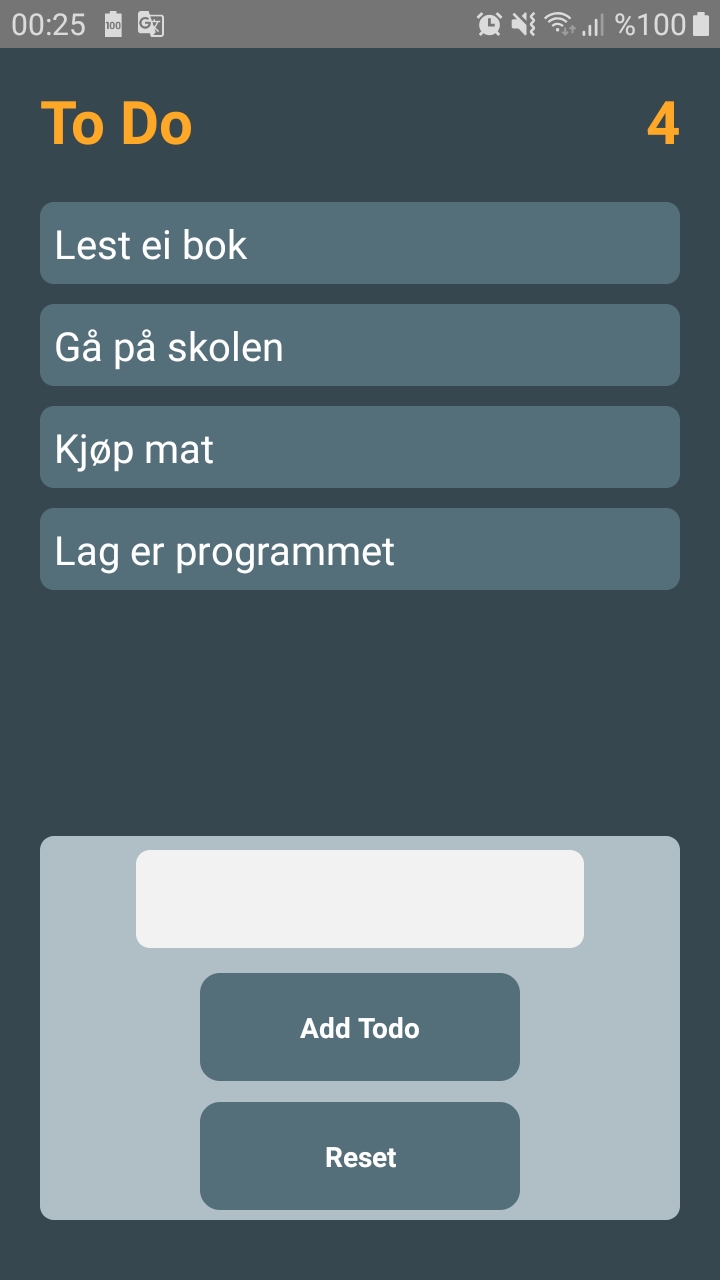 00:25 100 %100
To Do 4
Lest ei bok
Gå på skolen
Kjøp mat
Lag er programmet
Add Todo
Reset